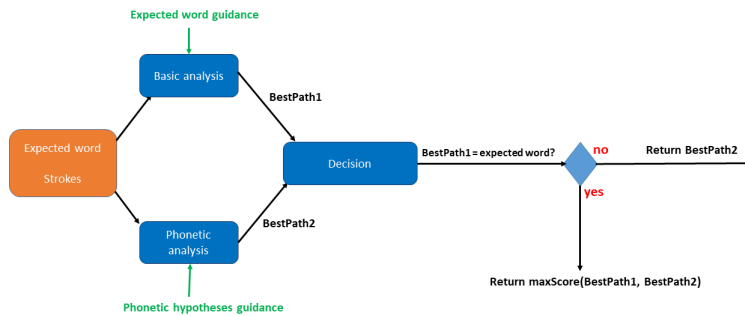 Expected word guidance
Basic analysis
BestPath1
Expected word
Strokes
Decision
BestPath1 = expected word?
no
Return BestPath2
yes
BestPath2
Phonetic
analysis
Return maxScore(BestPath1, BestPath2)
Phonetic hypotheses guidance